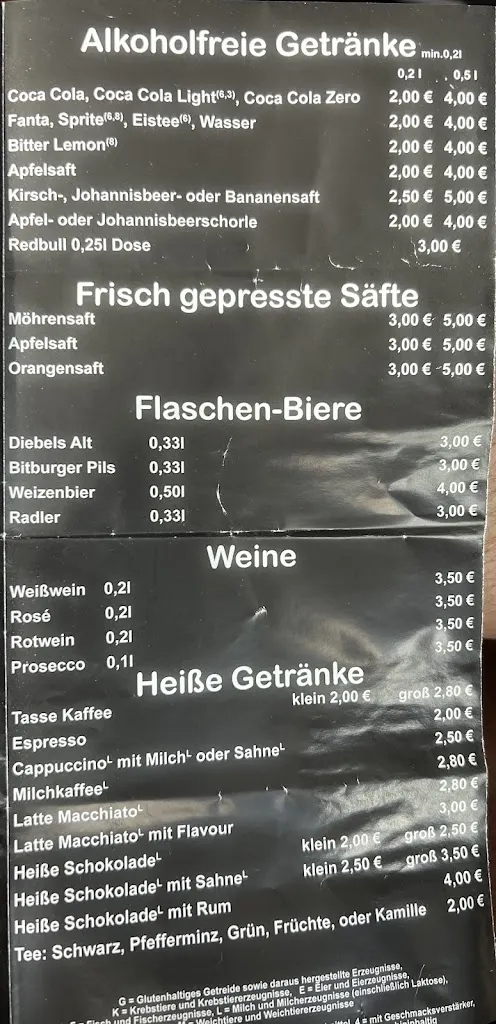 Alkoholfreie Getränke min.0,2l
0,2 l . 0,5 l
Coca Cola, Coca Cola Light(6,3), Coca Cola Zero 2,00 € 4,00 €
Fanta, Sprite(6,8), Eistee(6), Wasser 2,00 € 4,00 €
Bitter Lemon(8) 2,00 € 4,00 €
Apfelsaft 2,00 € 4,00 €
Kirsch-, Johannisbeer- oder Bananensaft 2,50 € 5,00 €
Apfel- oder Johannisbeerschorle 2,00 € 4,00 €
Redbull 0,25l Dose 3,00 €
Frisch gepresste Säfte
Möhrensaft 3,00 € 5,00 €
Apfelsaft 3,00 € 5,00 €
Orangensaft 3,00 € 5,00 €
Flaschen-Biere
Diebels Alt 0,33l 3,00 €
Bitburger Pils 0,33l 3,00 €
Weizenbier 0,50l 4,00 €
Radler 0,33l 3,00 €
Weine
Weißwein 0,2l 3,50 €
Rosé 0,2l 3,50 €
Rotwein 0,2l 3,50 €
Prosecco 0,1l 3,50 €
Heiße Getränke
Tasse Kaffee klein 2,00 € groß 2,80 €
Espresso 2,00 €
Cappuccino^L mit Milch^L oder Sahne^L 2,50 €
Milchkaffee^L 2,80 €
Latte Macchiato^L 2,80 €
Latte Macchiato^L mit Flavour 3,00 €
Heiße Schokolade^L klein 2,00 € groß 2,50 €
Heiße Schokolade^L mit Sahne^L klein 2,50 € groß 3,50 €
Heiße Schokolade^L mit Rum 4,00 €
Tee: Schwarz, Pfefferminz, Grün, Früchte, oder Kamille 2,00 €
G = Glutenhaltiges Getreide sowie daraus hergestellte Erzeugnisse,
K = Krebstiere und Krebstiererzeugnisse, E = Eier und Eierzeugnisse,
und Fischerzeugnisse, L = Milch und Milcherzeugnisse (einschließlich Laktose),
Weichtiere und Weichtiererzeugnisse
4 = mit Geschmacksverstärker,